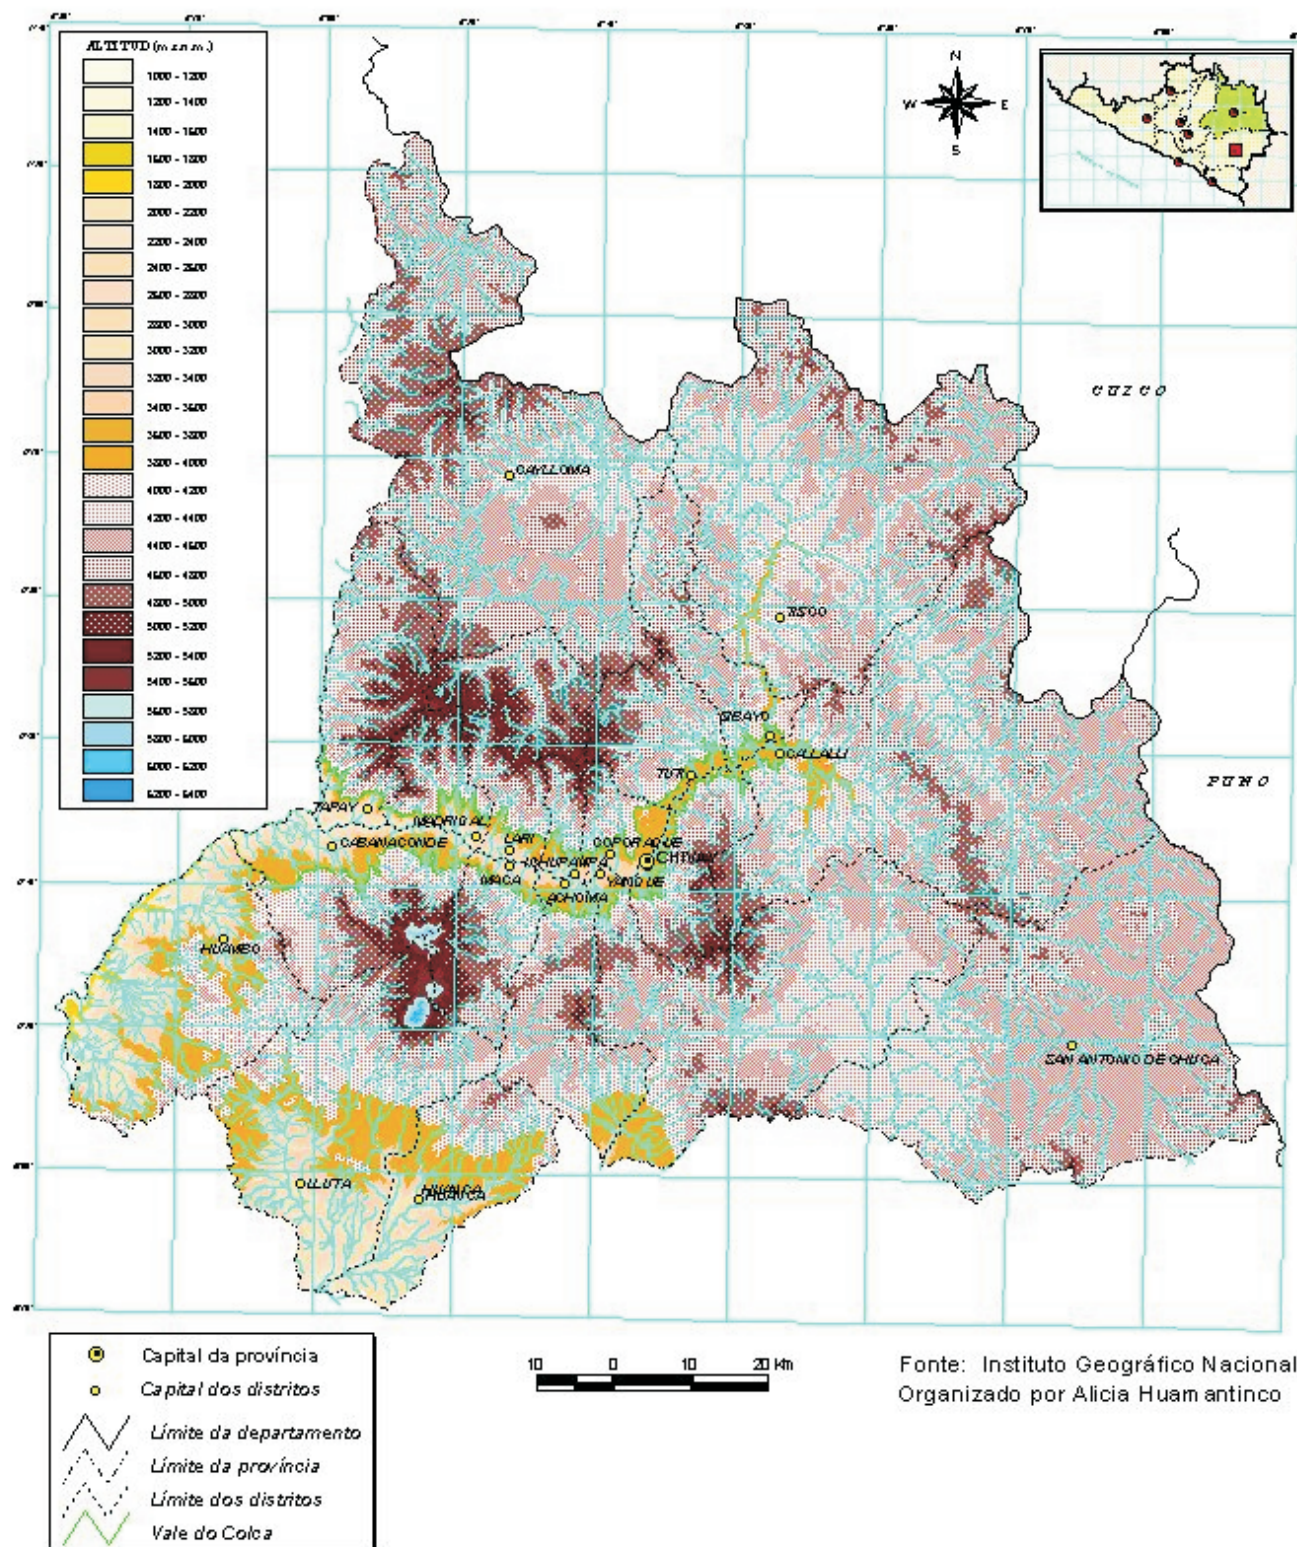 ALTITUD (m.s.n.m.)
1000 - 1200
1200 - 1400
1400 - 1600
1600 - 1800
1800 - 2000
2000 - 2200
2200 - 2400
2400 - 2600
2600 - 2800
2800 - 3000
3000 - 3200
3200 - 3400
3400 - 3600
3600 - 3800
3800 - 4000
4000 - 4200
4200 - 4400
4400 - 4600
4600 - 4800
4800 - 5000
5000 - 5200
5200 - 5400
5400 - 5600
5600 - 5800
5800 - 6000
6000 - 6200
6200 - 6400
N
W E
S
CUZCO
CAYLLOMA
TISCO
SIBAYO
CALLALLI
TUTI
PUNO
TAPAY
MADRIGAL
CABANACONDE
LARI
COPORAQUE
ICHUPAMPA
CHIVAY
MACA
YANQUE
ACHOMA
HUAMBO
SAN ANTONIO DE CHUCA
LLUTA
HUANCA
HUANCA
Capital da província
Capital dos distritos
Límite da departamento
Límite da província
Límite dos distritos
Vale do Colca
10 0 10 20 Km
Fonte: Instituto Geográfico Nacional
Organizado por Alicia Huamantinco